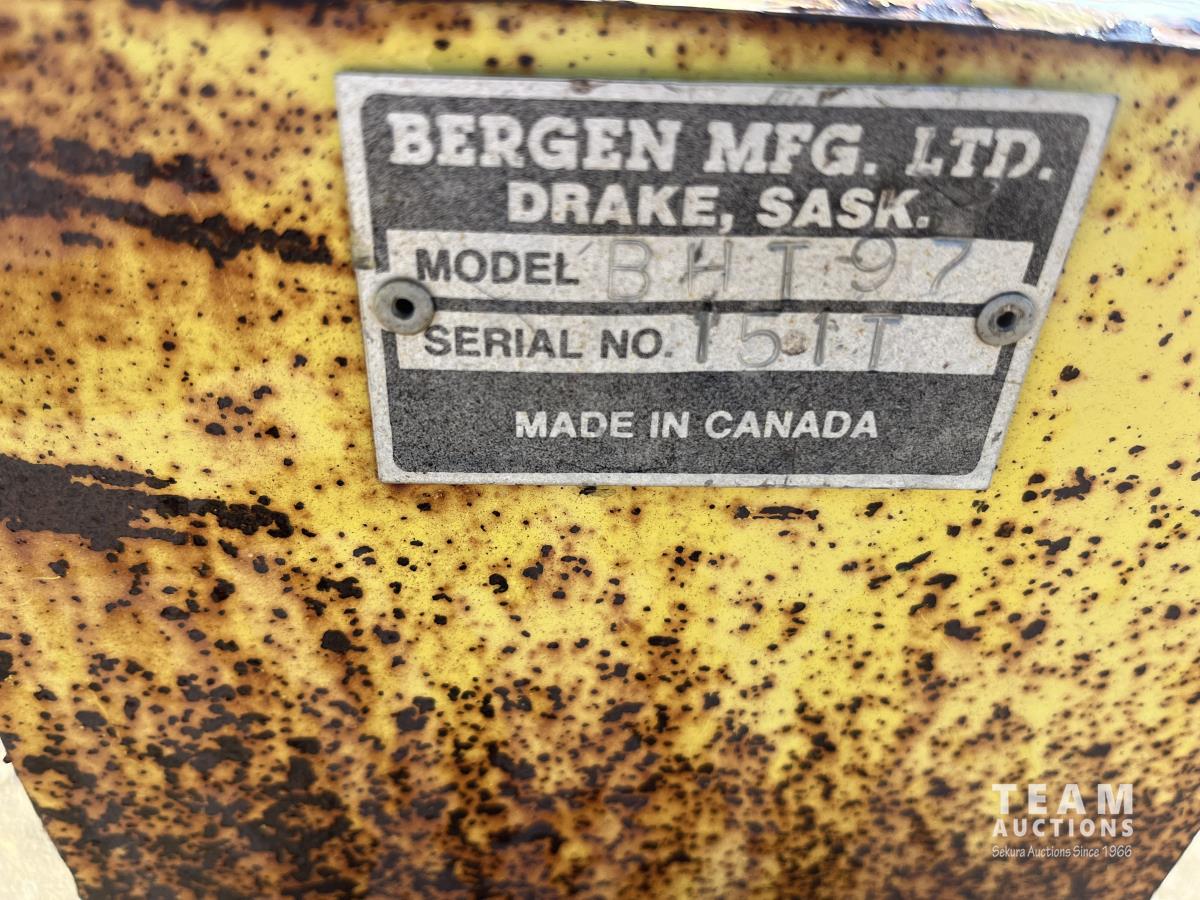 BERGEN MFG. LTD.
DRAKE, SASK.
MODEL BHT97
SERIAL NO. 151T
MADE IN CANADA
TEAM
AUCTIONS
Sekura Auctions Since 1966